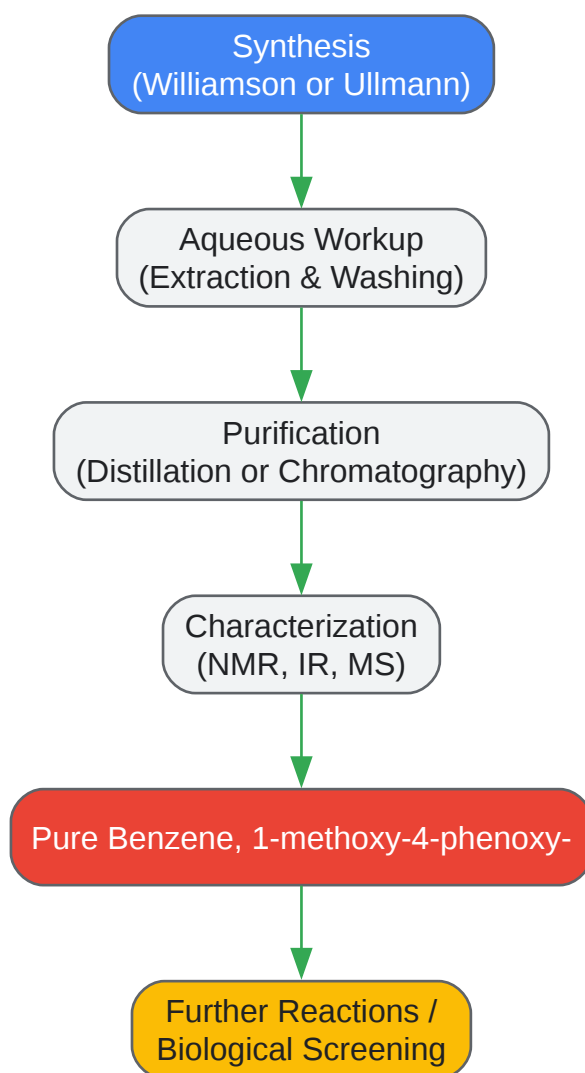 Synthesis
(Williamson or Ullmann)
Aqueous Workup
(Extraction & Washing)
Purification
(Distillation or Chromatography)
Characterization
(NMR, IR, MS)
Pure Benzene, 1-methoxy-4-phenoxy-
Further Reactions /
Biological Screening